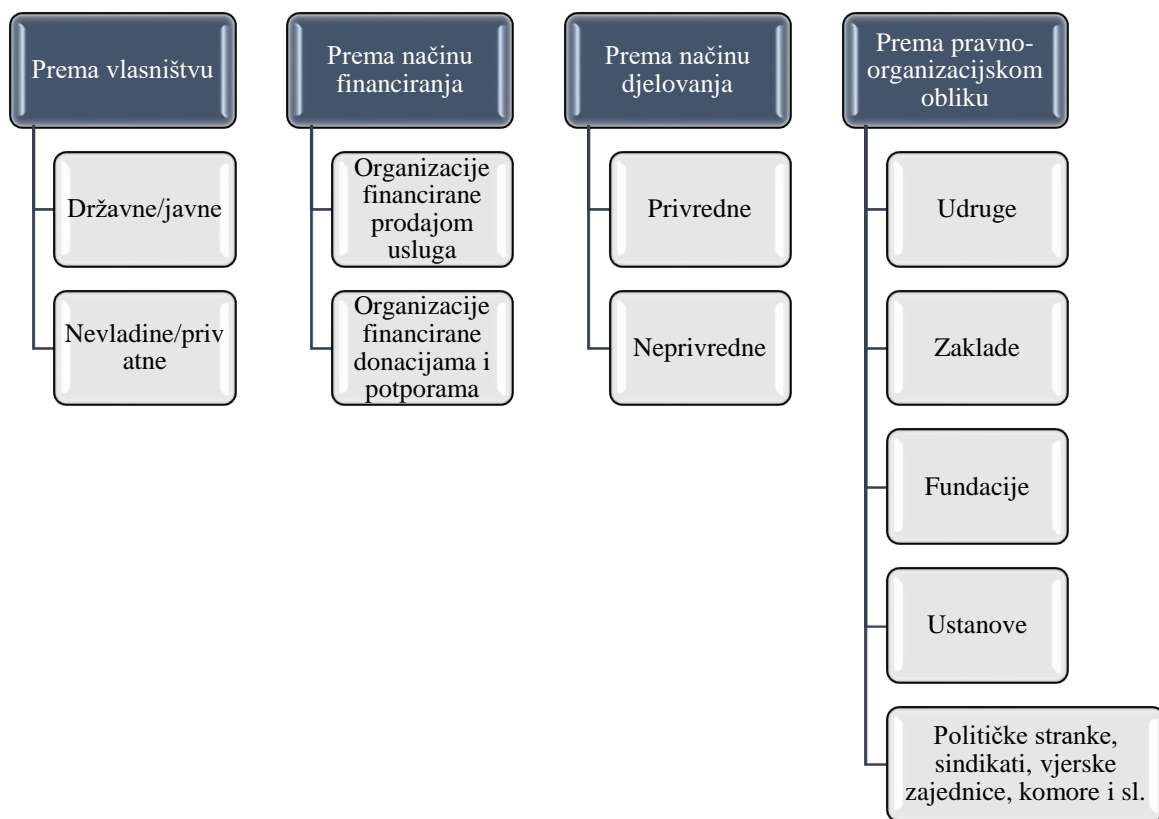 Prema vlasništvu
Državne/javne
Nevladine/priv
atne
Prema načinu
financiranja
Organizacije
financirane
prodajom
usluga
Organizacije
financirane
donacijama i
potporama
Prema načinu
djelovanja
Privredne
Neprivredne
Prema pravno-
organizacijskom
obliku
Udruge
Zaklade
Fundacije
Ustanove
Političke stranke,
sindikati, vjerske
zajednice, komore i sl.